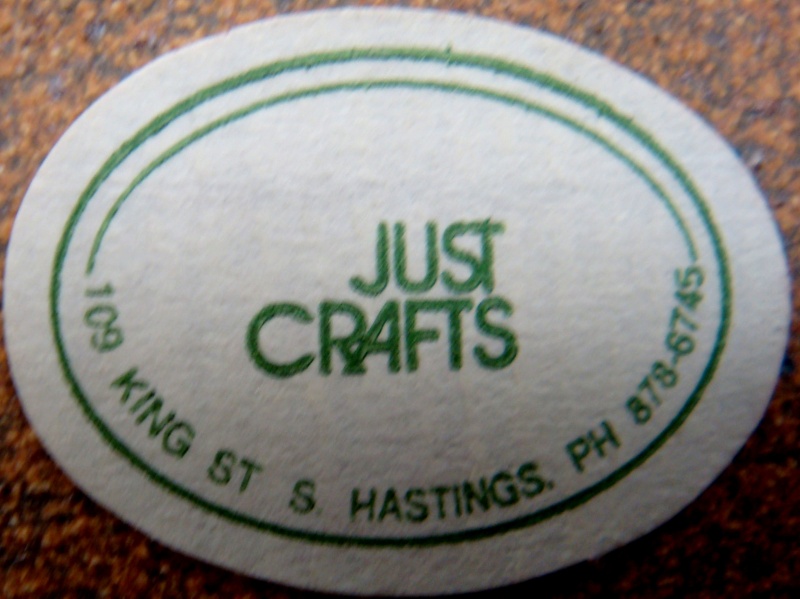 JUST
CRAFTS
109 KING ST S. HASTINGS. PH 878-6745